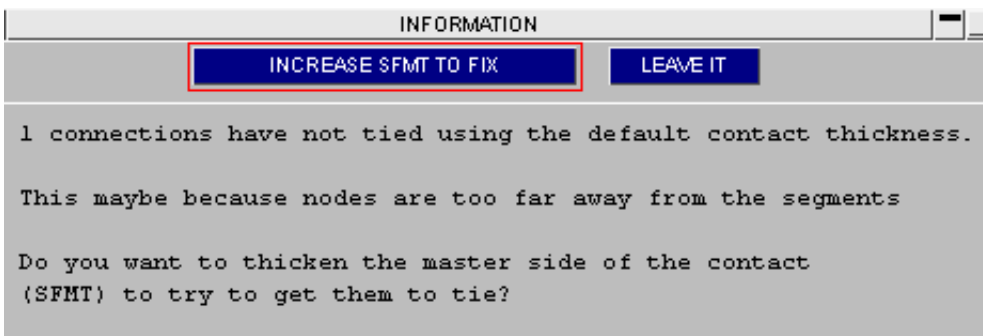 INFORMATION
INCREASE SFMT TO FIX LEAVE IT
1 connections have not tied using the default contact thickness.
This maybe because nodes are too far away from the segments
Do you want to thicken the master side of the contact
(SFMT) to try to get them to tie?